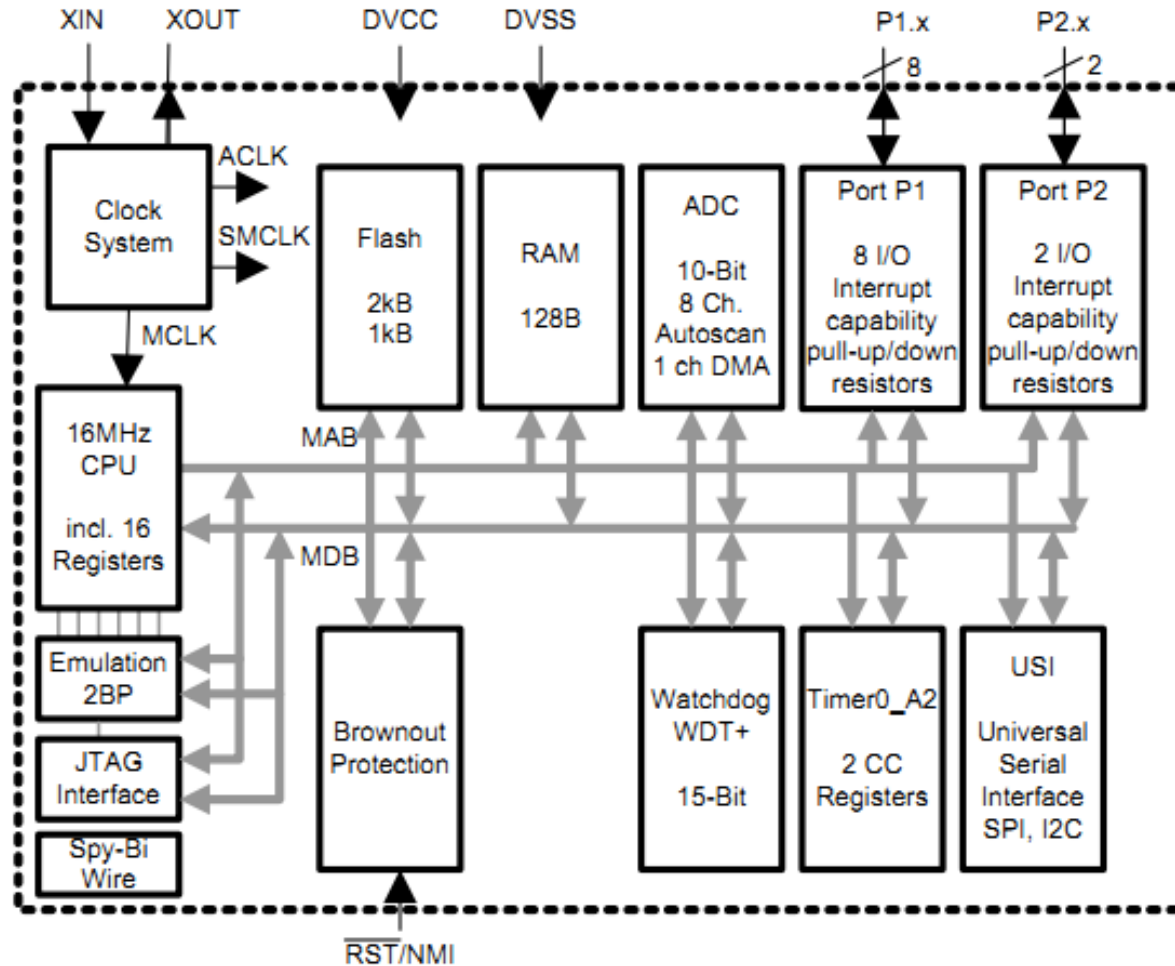 XIN
XOUT
DVCC
DVSS
P1.x
P2.x
8
2
Clock
System
ACLK
SMCLK
MCLK
Flash
2kB
1kB
RAM
128B
ADC
10-Bit
8 Ch.
Autoscan
1 ch DMA
Port P1
8 I/O
Interrupt
capability
pull-up/down
resistors
Port P2
2 I/O
Interrupt
capability
pull-up/down
resistors
16MHz
CPU
incl. 16
Registers
MAB
MDB
Emulation
2BP
JTAG
Interface
Spy-Bi
Wire
Brownout
Protection
Watchdog
WDT+
15-Bit
Timer0_A2
2 CC
Registers
USI
Universal
Serial
Interface
SPI, I2C
RST/NMI